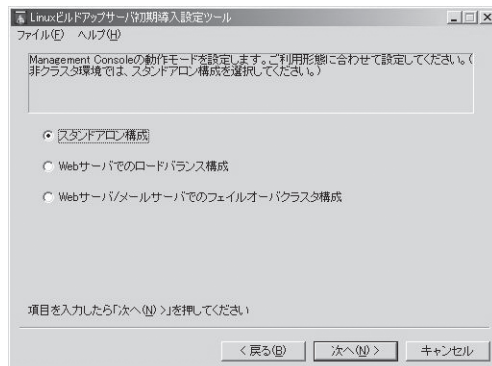 Linuxビルドアップサーバ初期導入設定ツール
ファイル(F) ヘルプ(H)
Management Consoleの動作モードを設定します。ご利用形態に合わせて設定してください。(
非クラスタ環境では、スタンドアロン構成を選択してください。)
スタンドアロン構成
Webサーバでのロードバランス構成
Webサーバ/メールサーバでのフェイルオーバクラスタ構成
項目を入力したら「次へ(N) >」を押してください
< 戻る(B) 次へ(N) > キャンセル